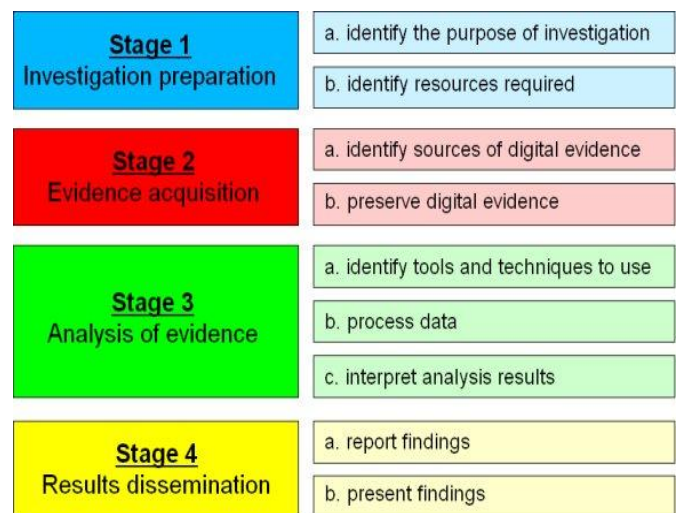 Stage 1
Investigation preparation
a. identify the purpose of investigation
b. identify resources required
Stage 2
Evidence acquisition
a. identify sources of digital evidence
b. preserve digital evidence
Stage 3
Analysis of evidence
a. identify tools and techniques to use
b. process data
c. interpret analysis results
Stage 4
Results dissemination
a. report findings
b. present findings